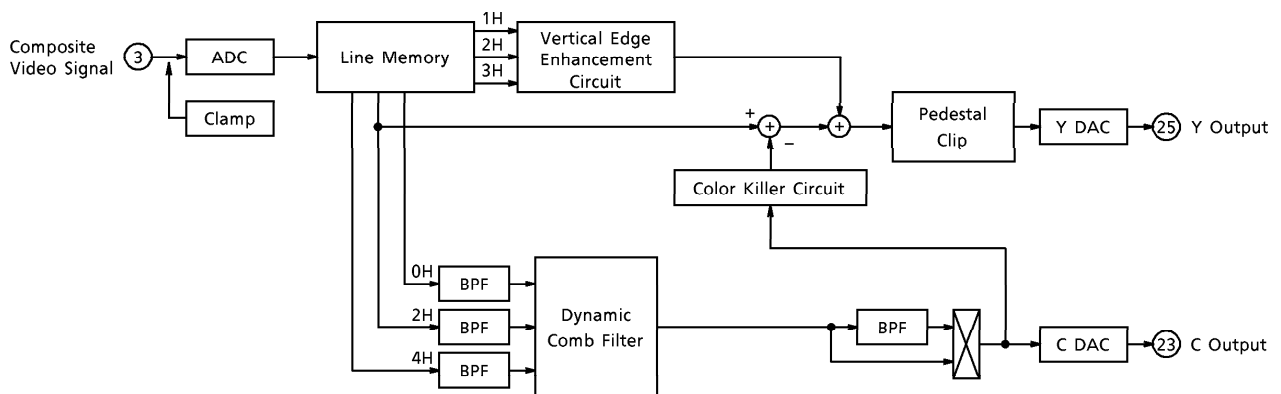 Composite
Video Signal
3
ADC
Clamp
Line Memory
1H
2H
3H
Vertical Edge
Enhancement
Circuit
+
+
−
+
Pedestal
Clip
Y DAC
25
Y Output
Color Killer Circuit
0H
BPF
2H
BPF
4H
BPF
Dynamic
Comb Filter
BPF
C DAC
23
C Output